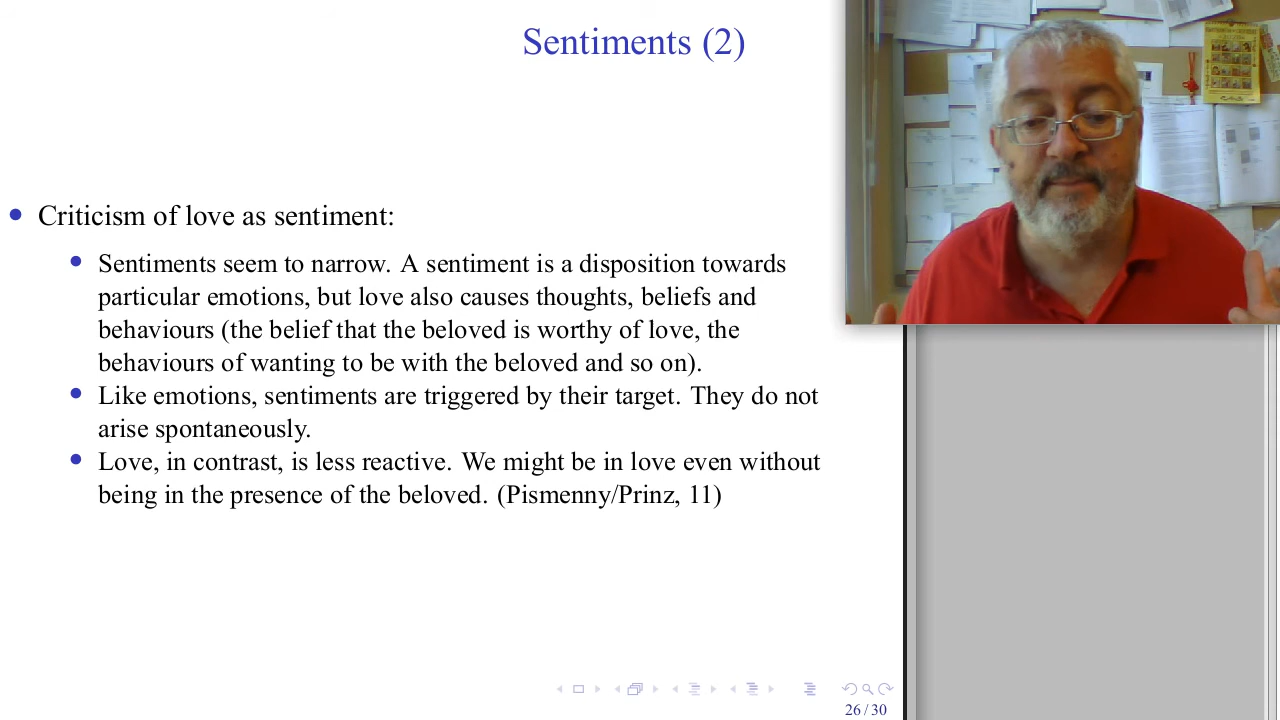 Sentiments (2)
Criticism of love as sentiment:
Sentiments seem to narrow. A sentiment is a disposition towards
particular emotions, but love also causes thoughts, beliefs and
behaviours (the belief that the beloved is worthy of love, the
behaviours of wanting to be with the beloved and so on).
Like emotions, sentiments are triggered by their target. They do not
arise spontaneously.
Love, in contrast, is less reactive. We might be in love even without
being in the presence of the beloved. (Pismenny/Prinz, 11)
26 / 30